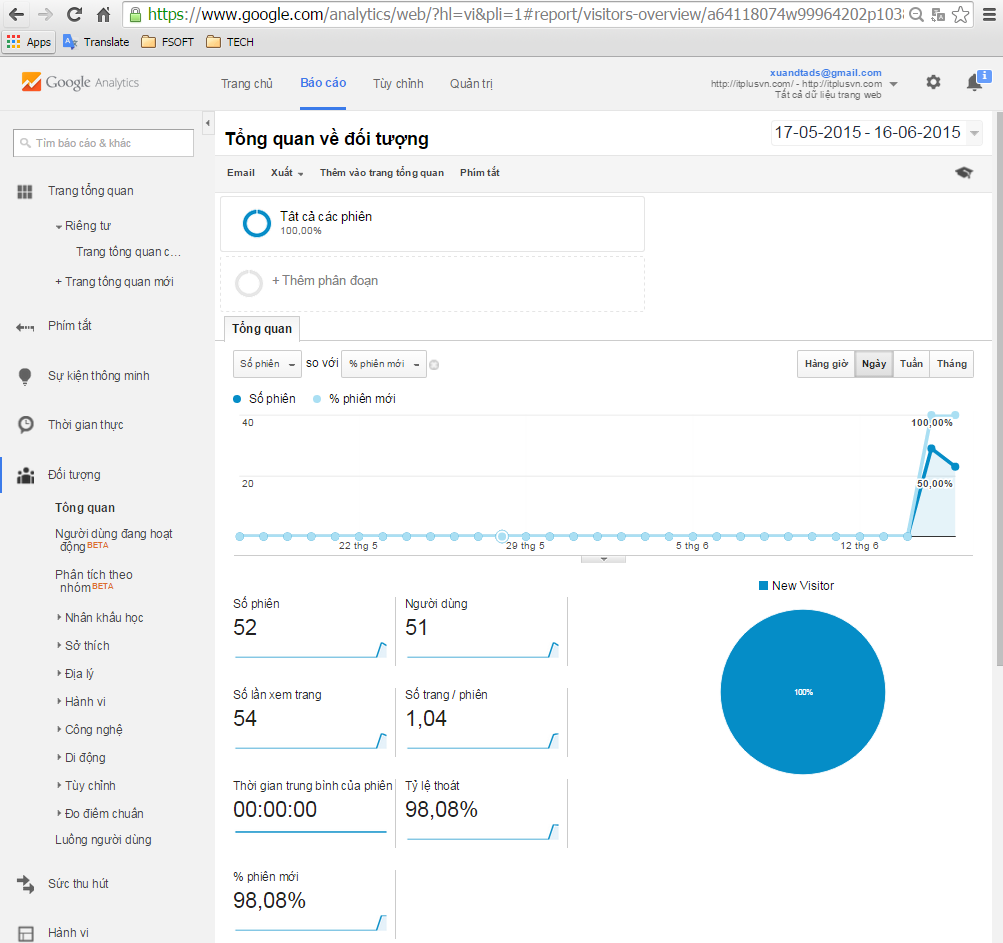 https://www.google.com/analytics/web/?hl=vi&pli=1#report/visitors-overview/a64118074w99964202p1038
Apps Translate FSOFT TECH
Google Analytics
Trang chủ Báo cáo Tùy chỉnh Quản trị
xuandtads@gmail.com
http://itplusvn.com/ - http://itplusvn.com
Tất cả dữ liệu trang web
1
Tìm báo cáo & khác
Trang tổng quan
Riêng tư
Trang tổng quan c...
+ Trang tổng quan mới
Phím tắt
Sự kiện thông minh
Thời gian thực
Đối tượng
Tổng quan
Người dùng đang hoạt
động BETA
Phân tích theo
nhóm BETA
Nhân khẩu học
Sở thích
Địa lý
Hành vi
Công nghệ
Di động
Tùy chỉnh
Đo điểm chuẩn
Luồng người dùng
Sức thu hút
Hành vi
Tổng quan về đối tượng
17-05-2015 - 16-06-2015
Email Xuất Thêm vào trang tổng quan Phím tắt
Tất cả các phiên
100,00%
+ Thêm phân đoạn
Tổng quan
Số phiên so với % phiên mới
Hàng giờ Ngày Tuần Tháng
Số phiên % phiên mới
40 100,00%
20 50,00%
22 thg 5 29 thg 5 5 thg 6 12 thg 6
New Visitor
100%
Số phiên
52
Người dùng
51
Số lần xem trang
54
Số trang / phiên
1,04
Thời gian trung bình của phiên
00:00:00
Tỷ lệ thoát
98,08%
% phiên mới
98,08%